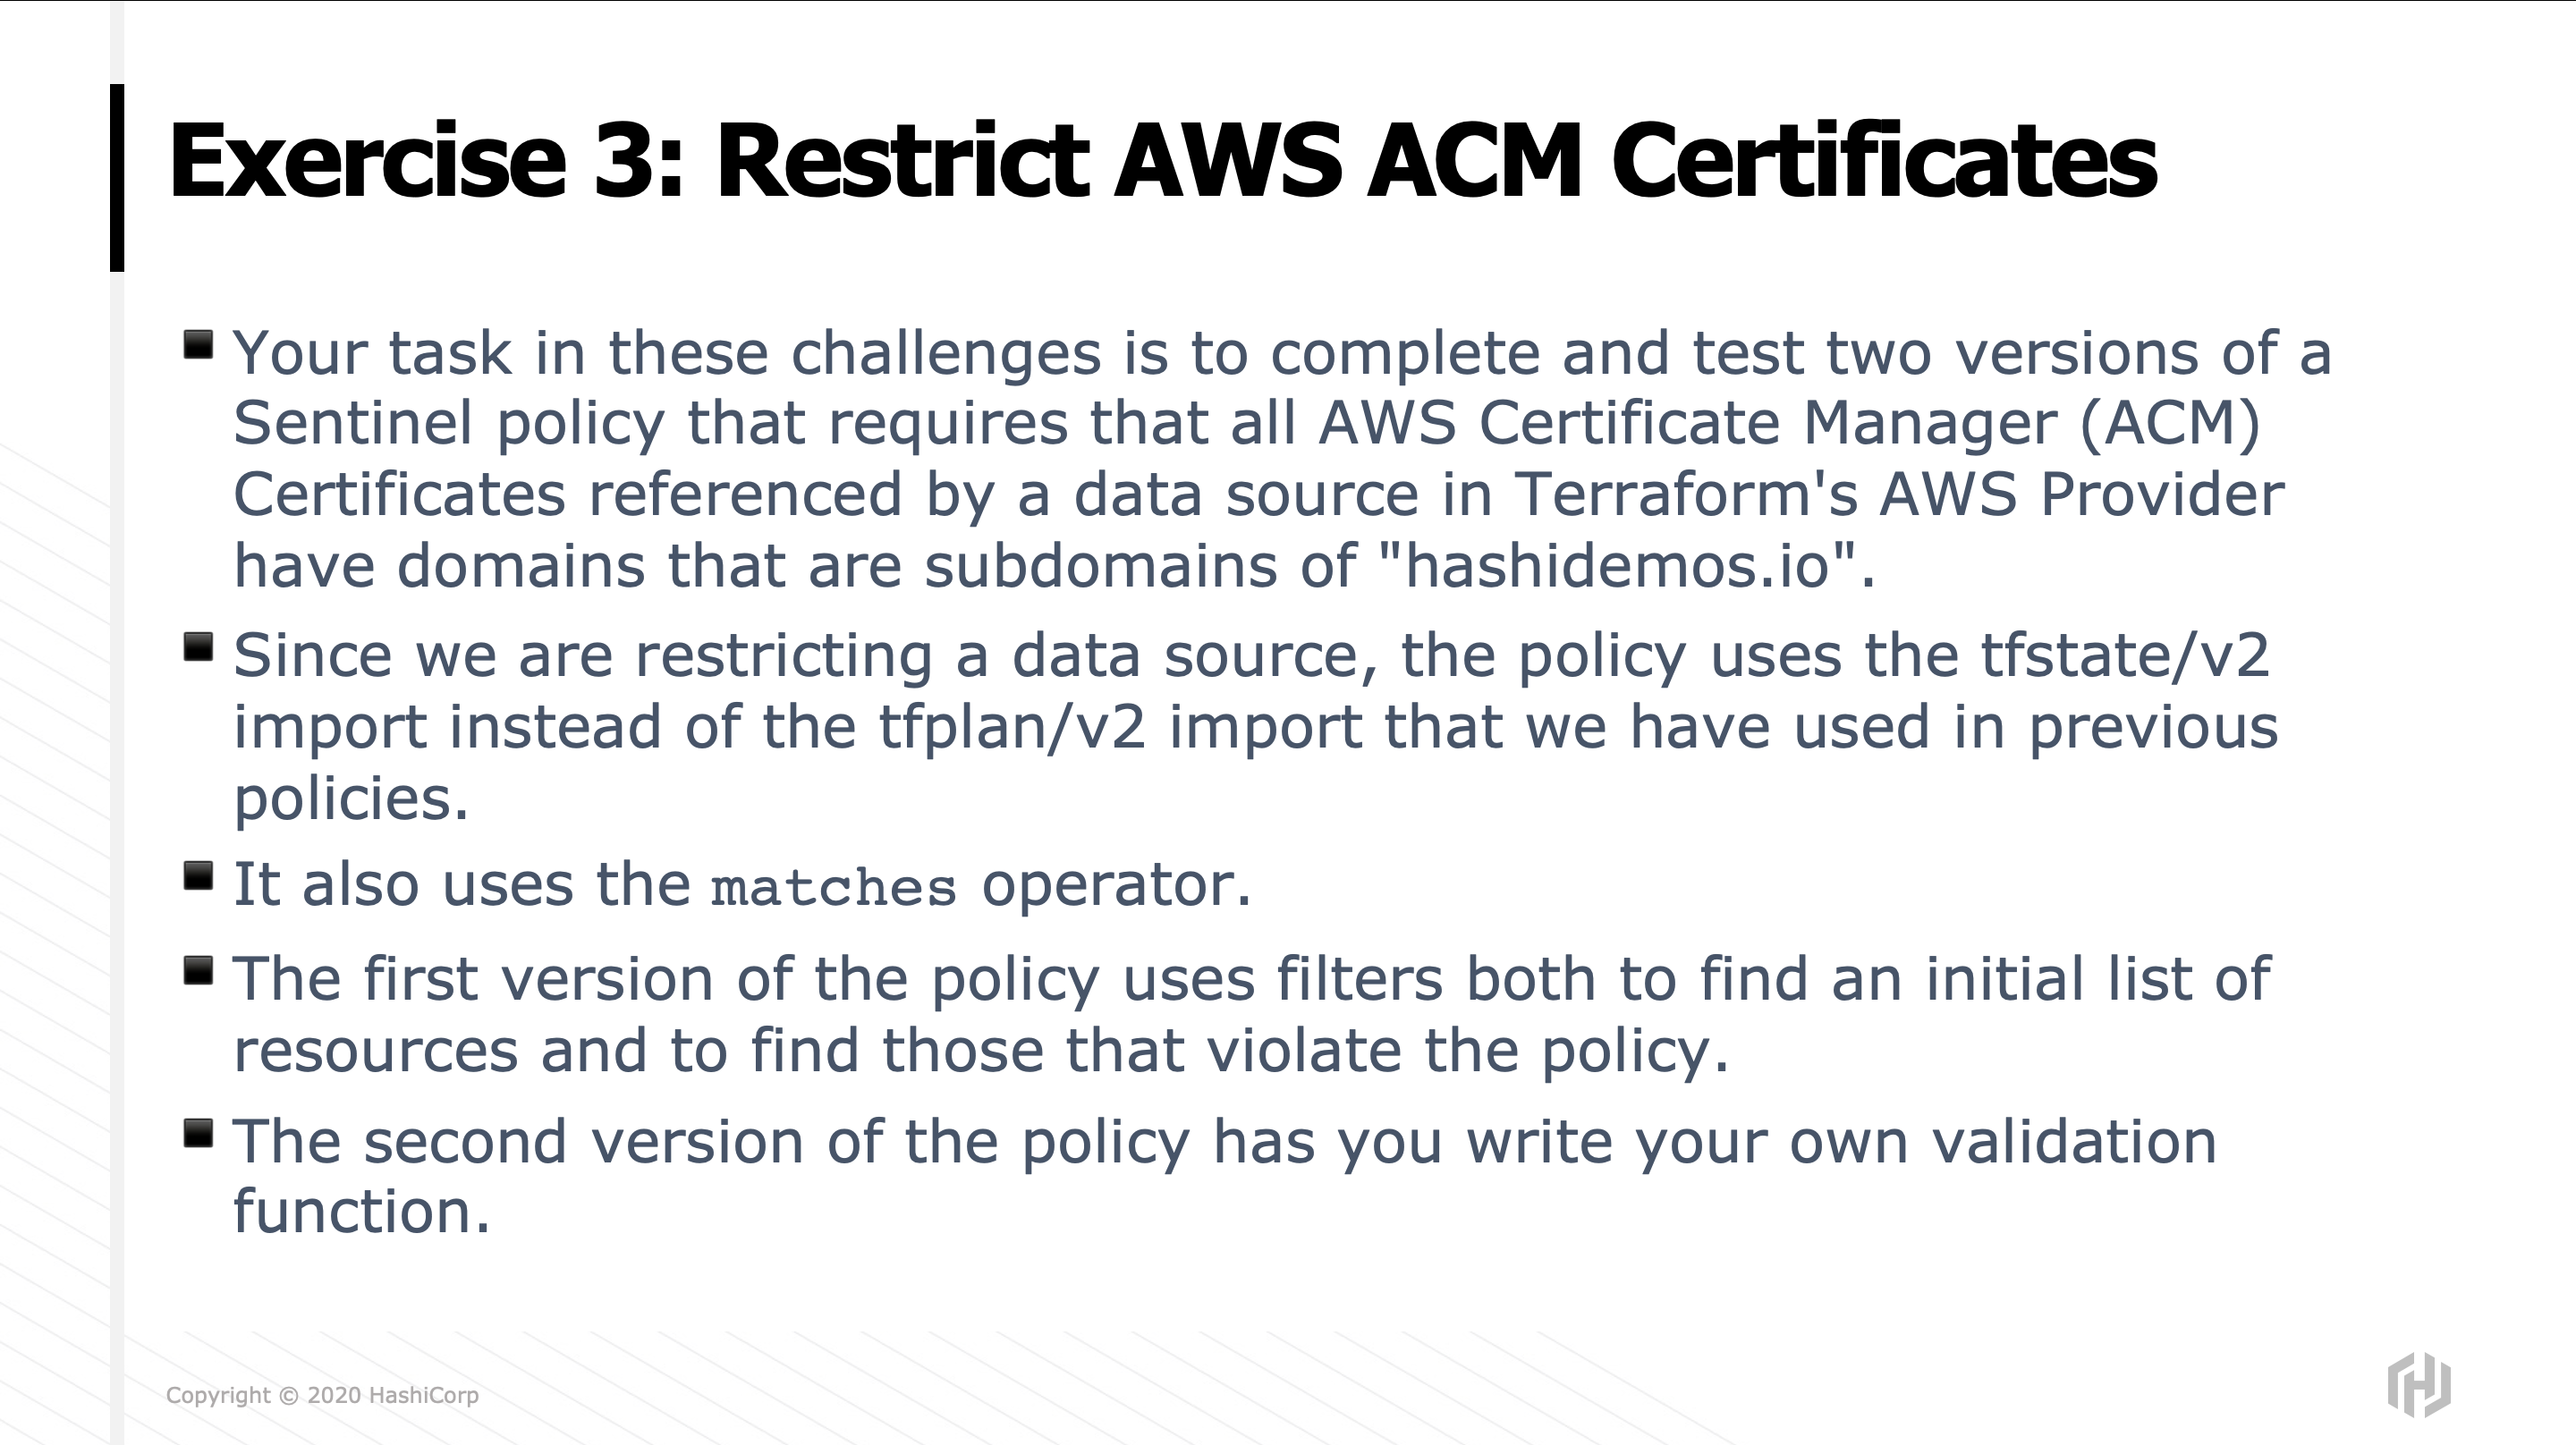 Exercise 3: Restrict AWS ACM Certificates
Your task in these challenges is to complete and test two versions of a
Sentinel policy that requires that all AWS Certificate Manager (ACM)
Certificates referenced by a data source in Terraform's AWS Provider
have domains that are subdomains of "hashidemos.io".
Since we are restricting a data source, the policy uses the tfstate/v2
import instead of the tfplan/v2 import that we have used in previous
policies.
It also uses the matches operator.
The first version of the policy uses filters both to find an initial list of
resources and to find those that violate the policy.
The second version of the policy has you write your own validation
function.
Copyright © 2020 HashiCorp